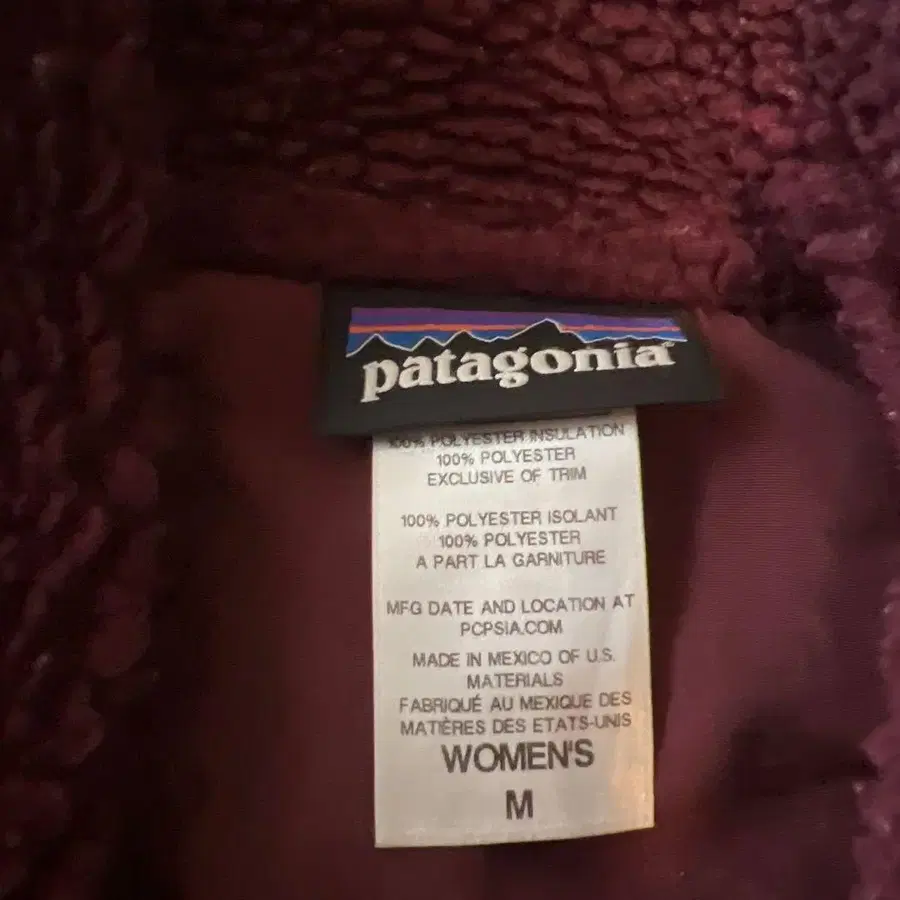 patagonia
100% POLYESTER INSULATION
100% POLYESTER
EXCLUSIVE OF TRIM
100% POLYESTER ISOLANT
100% POLYESTER
A PART LA GARNITURE
MFG DATE AND LOCATION AT
PCPSIA.COM
MADE IN MEXICO OF U.S.
MATERIALS
FABRIQUÉ AU MEXIQUE DES
MATIÈRES DES ETATS-UNIS
WOMEN'S
M